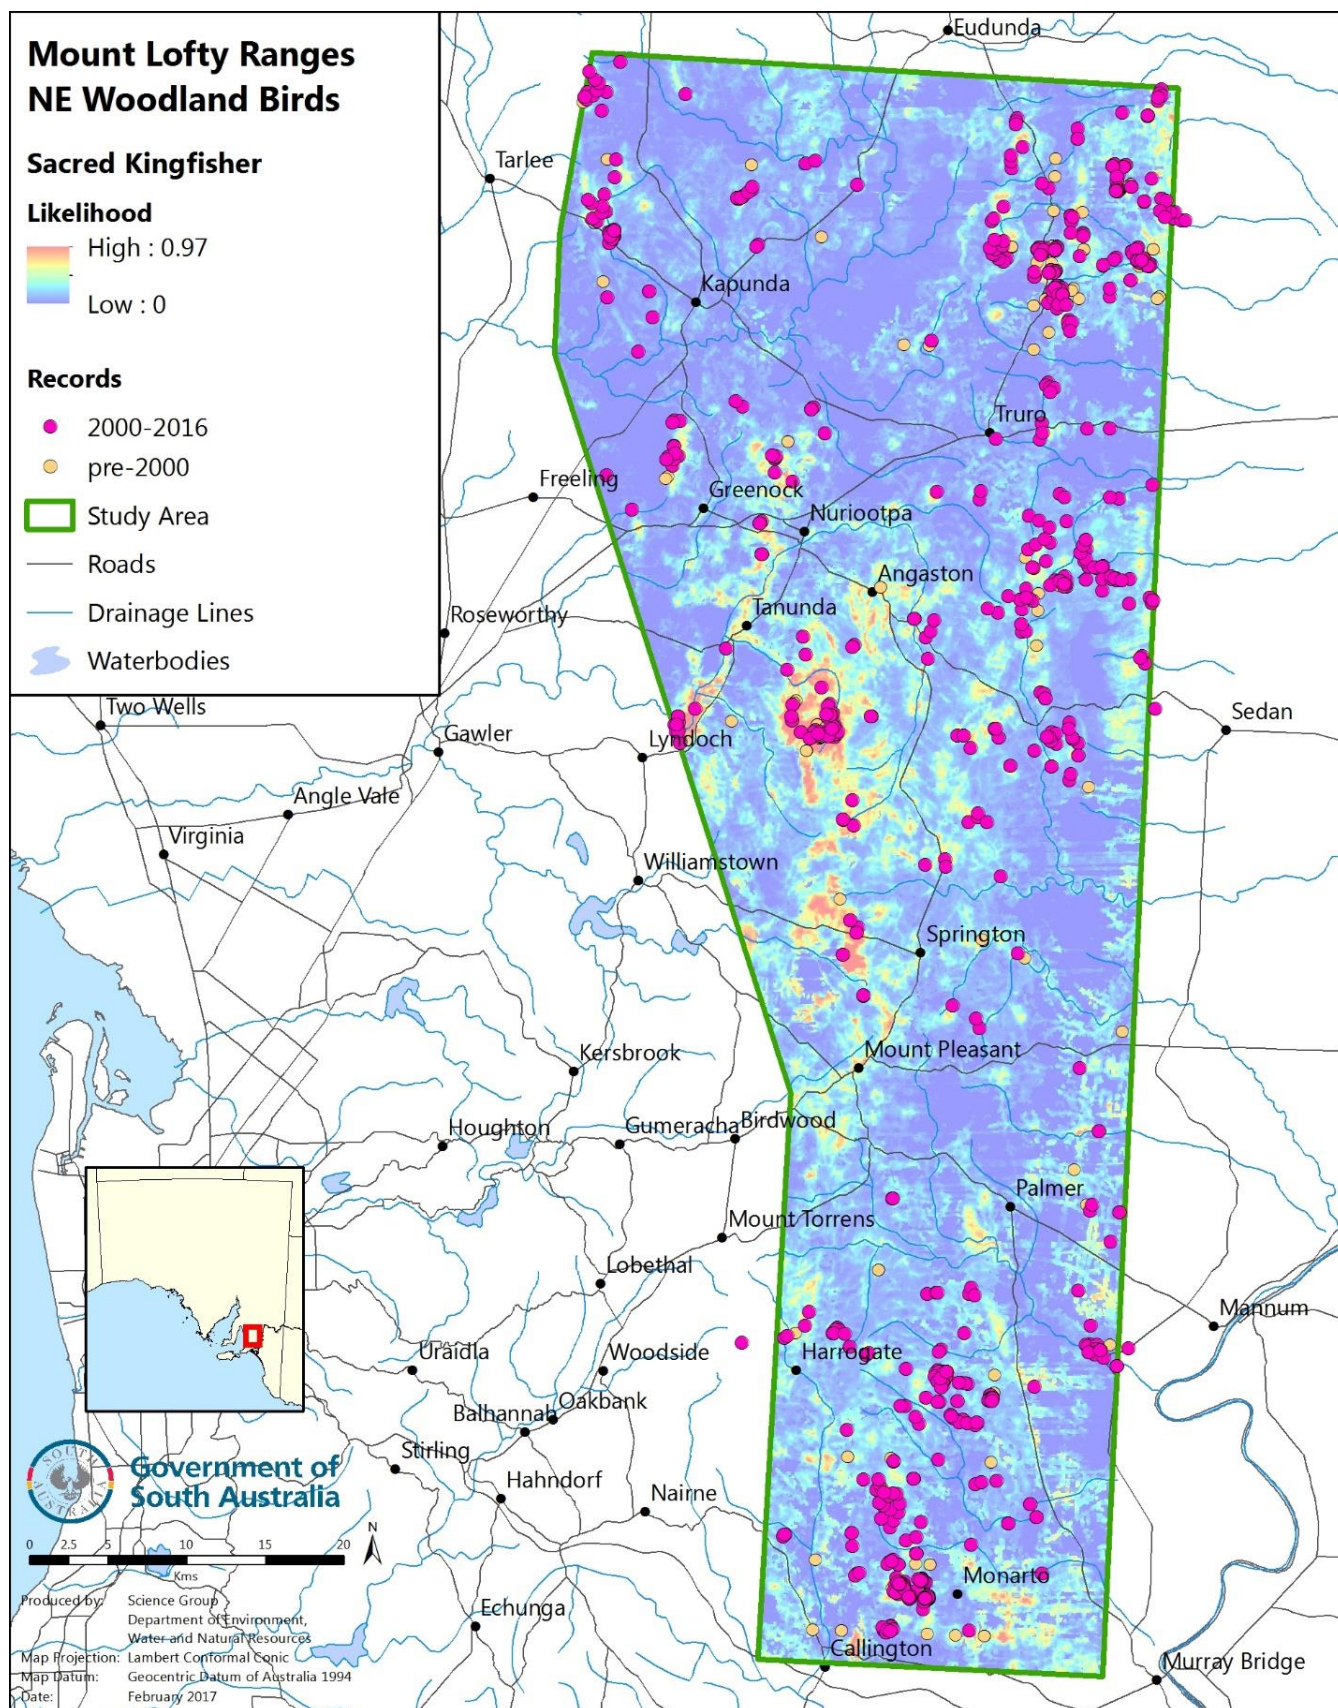 Mount Lofty Ranges
NE Woodland Birds
Sacred Kingfisher
Likelihood
High : 0.97
Low : 0
Records
2000-2016
pre-2000
Study Area
Roads
Drainage Lines
Waterbodies
Eudunda
Tarlee
Kapunda
Truro
Freeling
Greenock
Nuriootpa
Angaston
Tanunda
Roseworthy
Two Wells
Sedan
Gawler
Lyndoch
Angle Vale
Virginia
Williamstown
Springton
Kersbrook
Mount Pleasant
Houghton
Gumeracha
Birdwood
Palmer
Mount Torrens
Lobethal
Mannum
Uraidla
Woodside
Harrogate
Balhannah
Oakbank
Stirling
Hahndorf
Nairne
Monarto
Echunga
Callington
Murray Bridge
SOUTH AUSTRALIA
Government of
South Australia
N
0 2.5 5 10 15 20
Kms
Produced by: Science Group
Department of Environment,
Water and Natural Resources
Map Projection: Lambert Conformal Conic
Map Datum: Geocentric Datum of Australia 1994
Date: February 2017